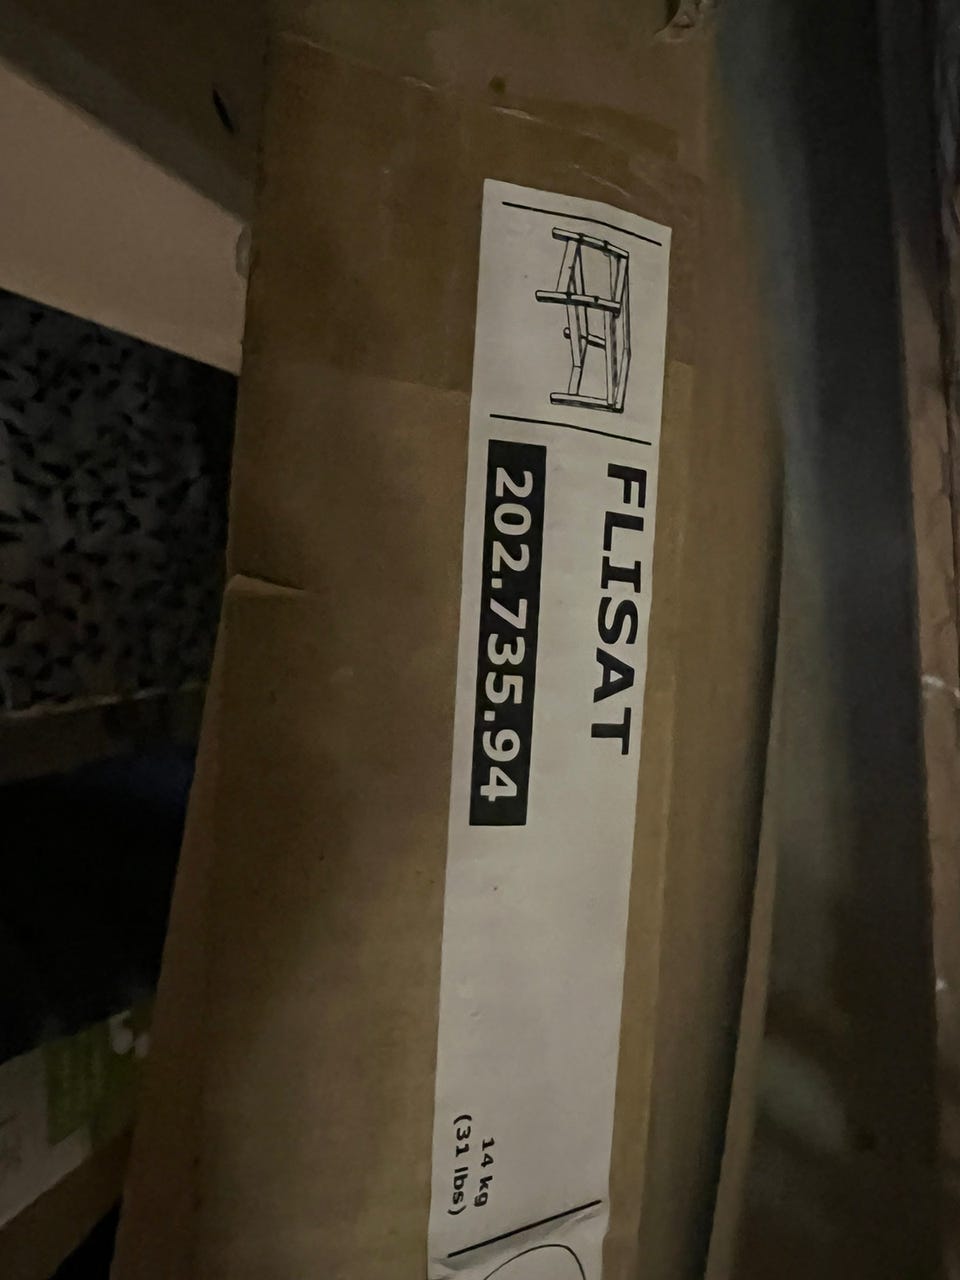 FLISAT
202.735.94
14 kg
(31 lbs)